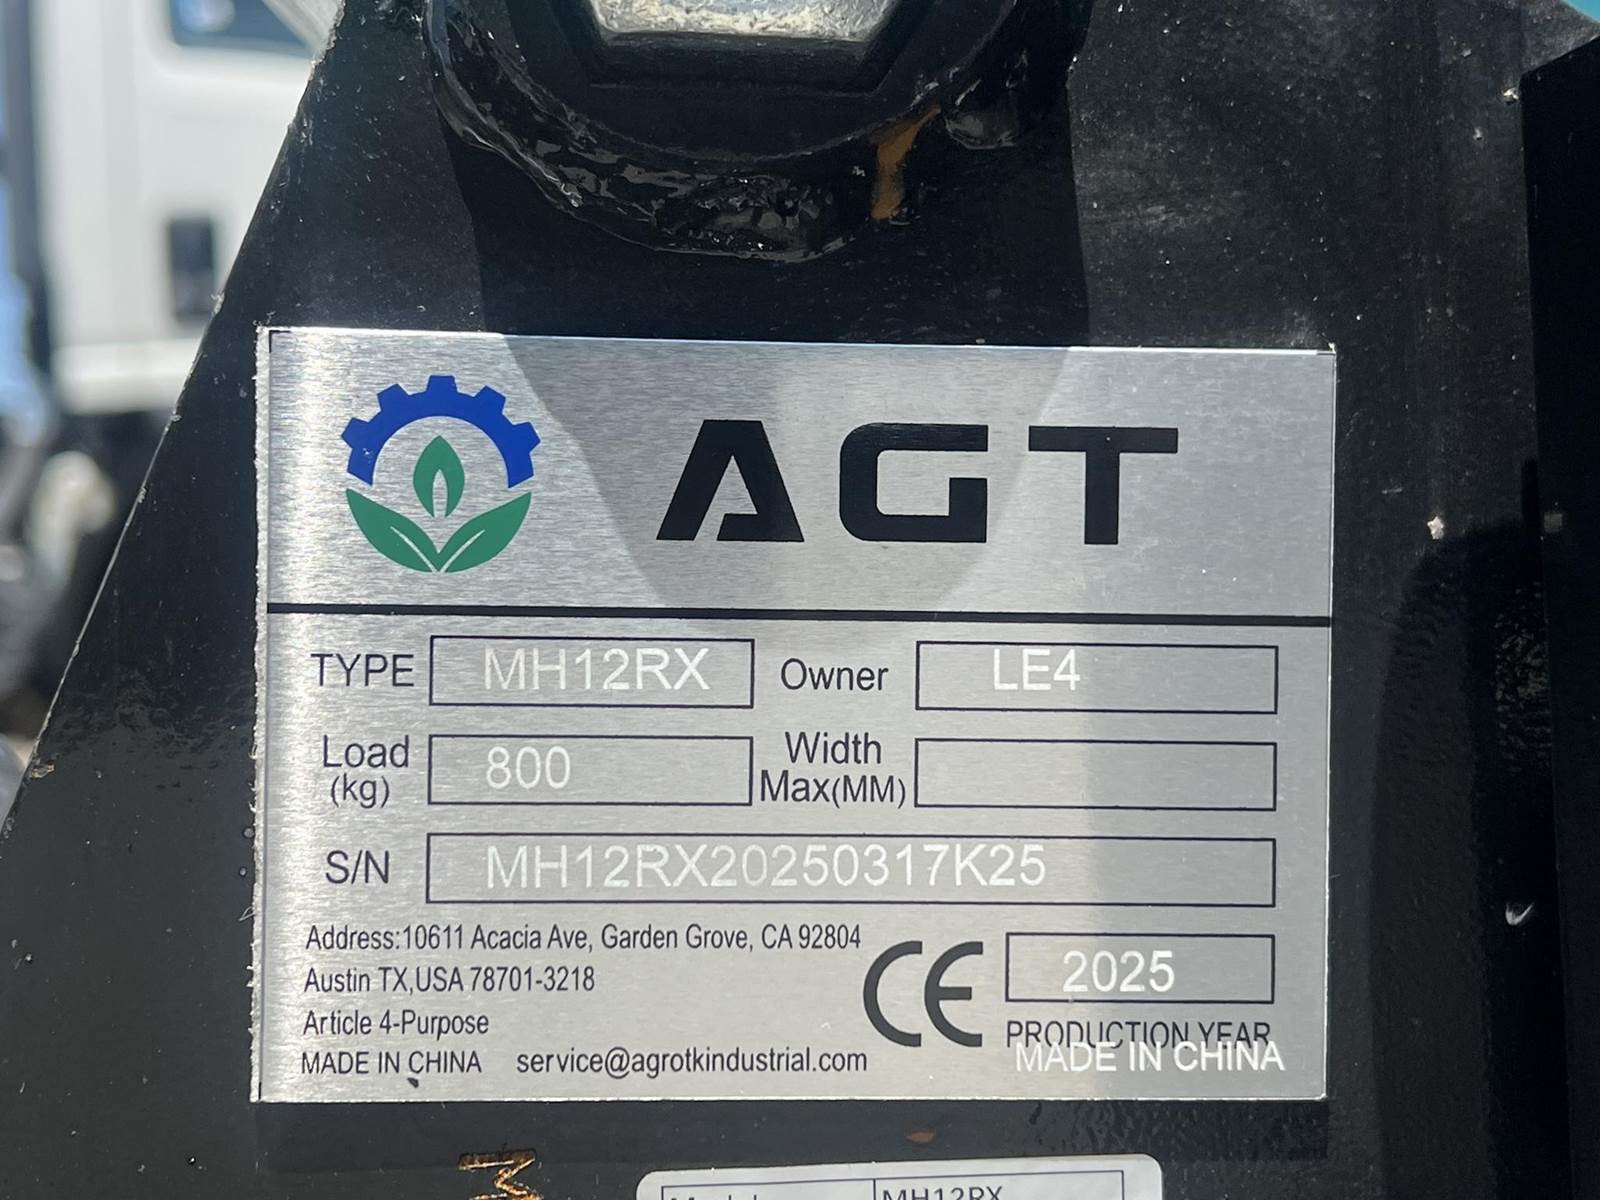 AGT
TYPE MH12RX Owner LE4
Load (kg) 800 Width Max(MM)
S/N MH12RX20250317K25
Address:10611 Acacia Ave, Garden Grove, CA 92804
Austin TX,USA 78701-3218
Article 4-Purpose
MADE IN CHINA service@agrotkindustrial.com
CE 2025
PRODUCTION YEAR
MADE IN CHINA
MH12RX